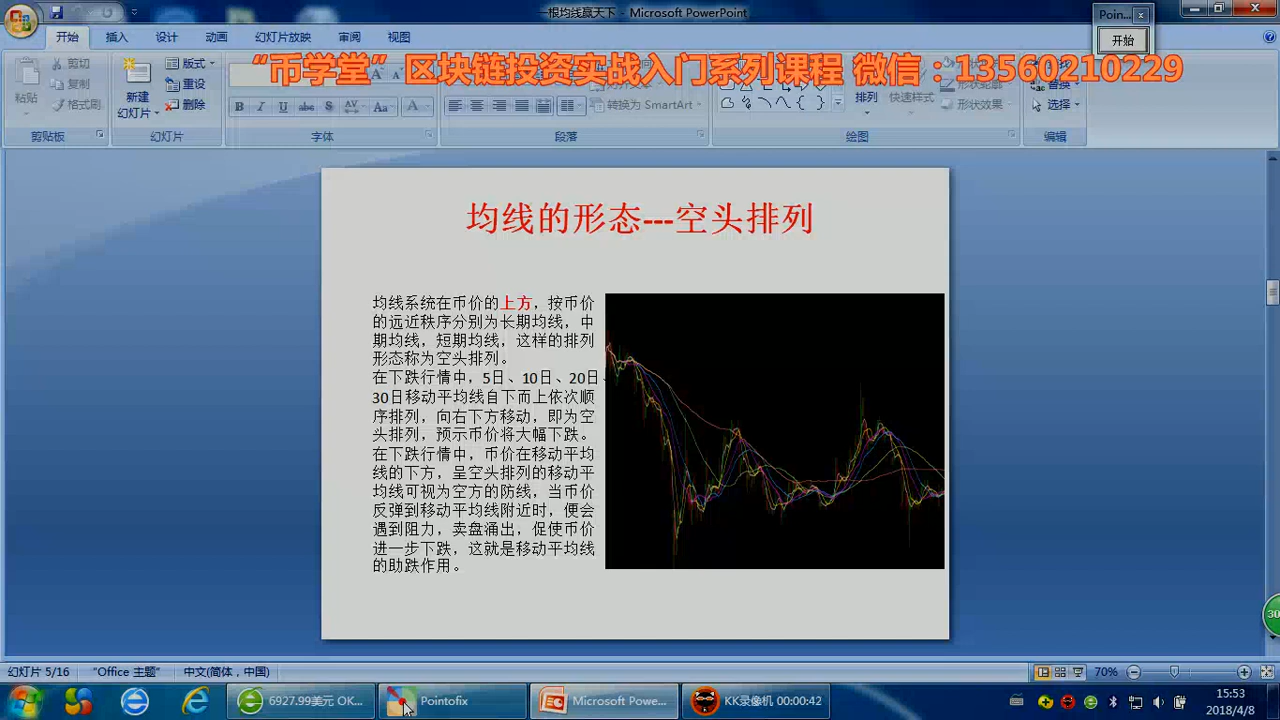 一根均线赢天下 - Microsoft PowerPoint
Poin...
开始
开始 插入 设计 动画 幻灯片放映 审阅 视图
“币学堂”区块链投资实战入门系列课程 微信：13560210229
粘贴
剪切
复制
格式刷
新建
幻灯片
版式
重设
删除
转换为 SmartArt
排列
快速样式
形状效果
替换
选择
剪贴板 幻灯片 字体 段落 绘图 编辑
均线的形态---空头排列
均线系统在币价的上方，按币价
的远近秩序分别为长期均线，中
期均线，短期均线，这样的排列
形态称为空头排列。
在下跌行情中，5日、10日、20日、
30日移动平均线自下而上依次顺
序排列，向右下方移动，即为空
头排列，预示币价将大幅下跌。
在下跌行情中，币价在移动平均
线的下方，呈空头排列的移动平
均线可视为空方的防线，当币价
反弹到移动平均线附近时，便会
遇到阻力，卖盘涌出，促使币价
进一步下跌，这就是移动平均线
的助跌作用。
30
幻灯片 5/16 “Office 主题” 中文(简体，中国) 70%
6927.99美元 OK... Pointofix Microsoft Powe... KK录像机 00:00:42
15:53
2018/4/8